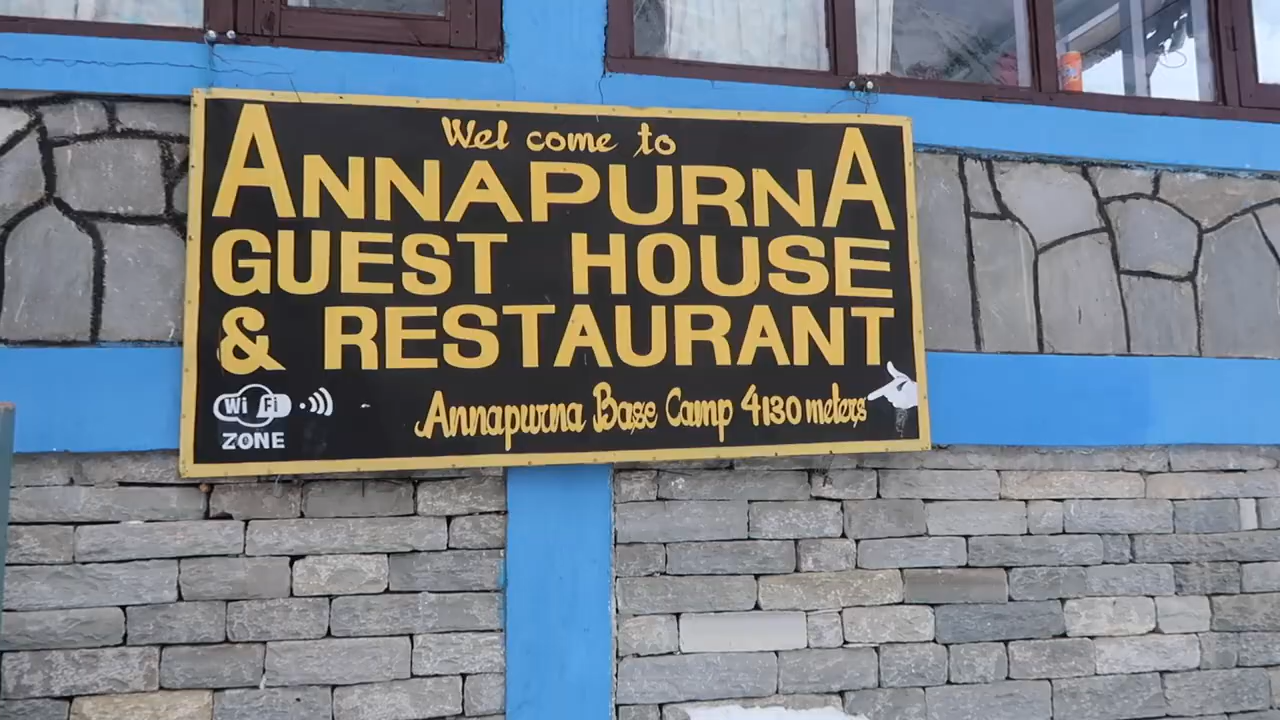 Wel come to
ANNAPURNA
GUEST HOUSE
& RESTAURANT
Annapurna Base Camp 4130 meters
Wi Fi
ZONE